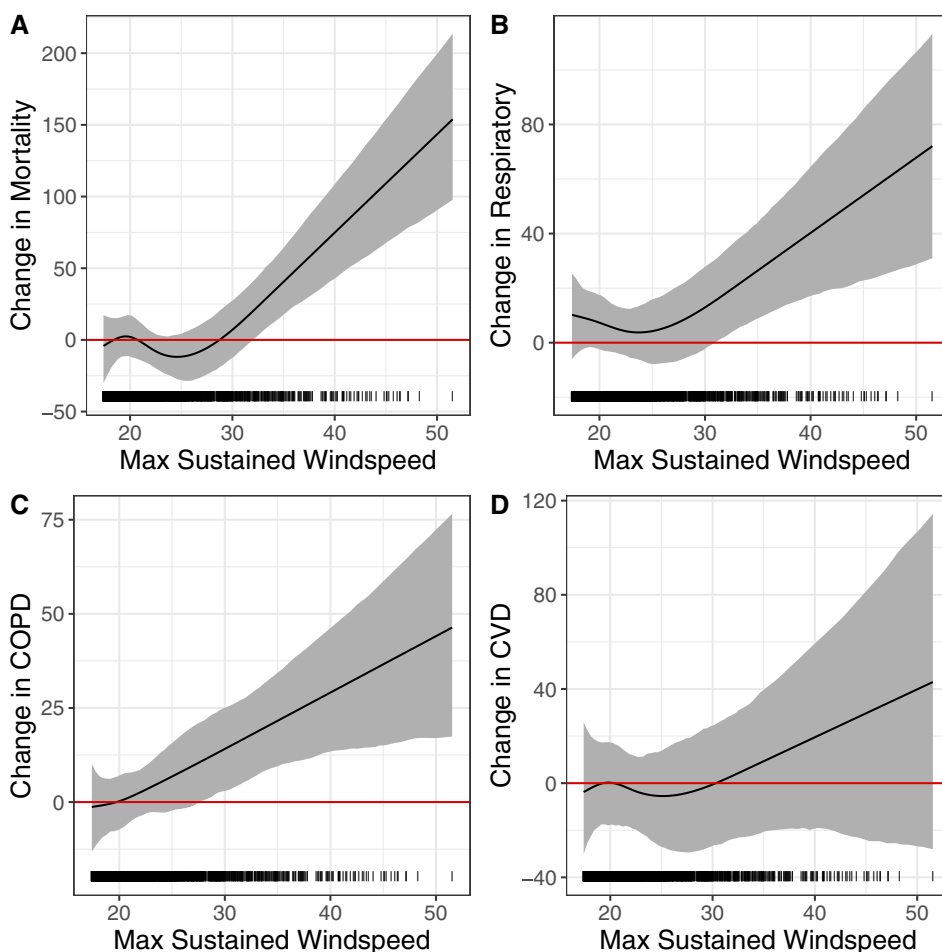 A
Change in Mortality
200
150
100
50
0
−50
20 30 40 50
Max Sustained Windspeed
B
Change in Respiratory
80
40
0
20 30 40 50
Max Sustained Windspeed
C
Change in COPD
75
50
25
0
20 30 40 50
Max Sustained Windspeed
D
Change in CVD
120
80
40
0
−40
20 30 40 50
Max Sustained Windspeed